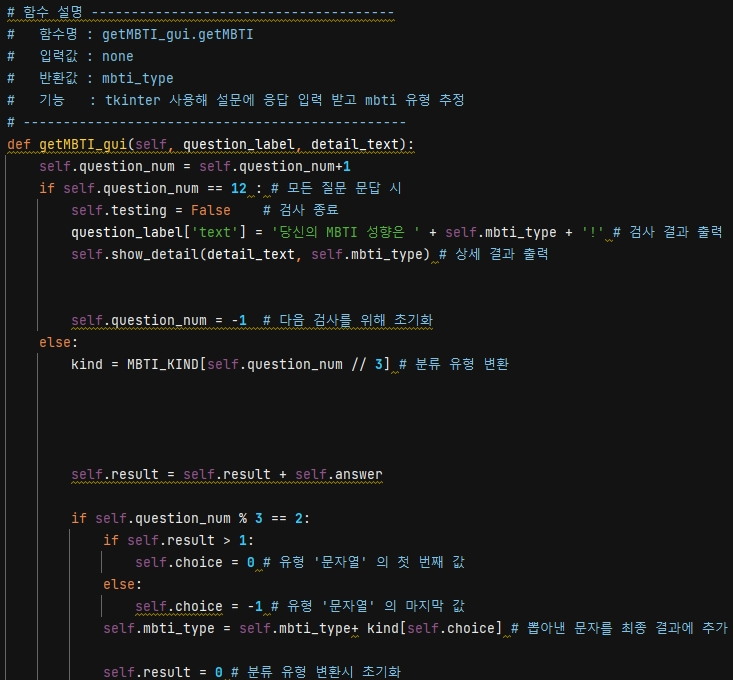 # 함수 설명 --------------------------------------
#   함수명 : getMBTI_gui.getMBTI
#   입력값 : none
#   반환값 : mbti_type
#   기능   : tkinter 사용해 설문에 응답 입력 받고 mbti 유형 추정
# ------------------------------------------------
def getMBTI_gui(self, question_label, detail_text):
    self.question_num = self.question_num+1
    if self.question_num == 12 : # 모든 질문 문답 시
        self.testing = False    # 검사 종료
        question_label['text'] = '당신의 MBTI 성향은 ' + self.mbti_type + '!' # 검사 결과 출력
        self.show_detail(detail_text, self.mbti_type) # 상세 결과 출력
        self.question_num = -1  # 다음 검사를 위해 초기화
    else:
        kind = MBTI_KIND[self.question_num // 3] # 분류 유형 변환
        self.result = self.result + self.answer
        if self.question_num % 3 == 2:
            if self.result > 1:
                self.choice = 0 # 유형 '문자열' 의 첫 번째 값
            else:
                self.choice = -1 # 유형 '문자열' 의 마지막 값
            self.mbti_type = self.mbti_type+ kind[self.choice] # 뽑아낸 문자를 최종 결과에 추가
            self.result = 0 # 분류 유형 변환시 초기화